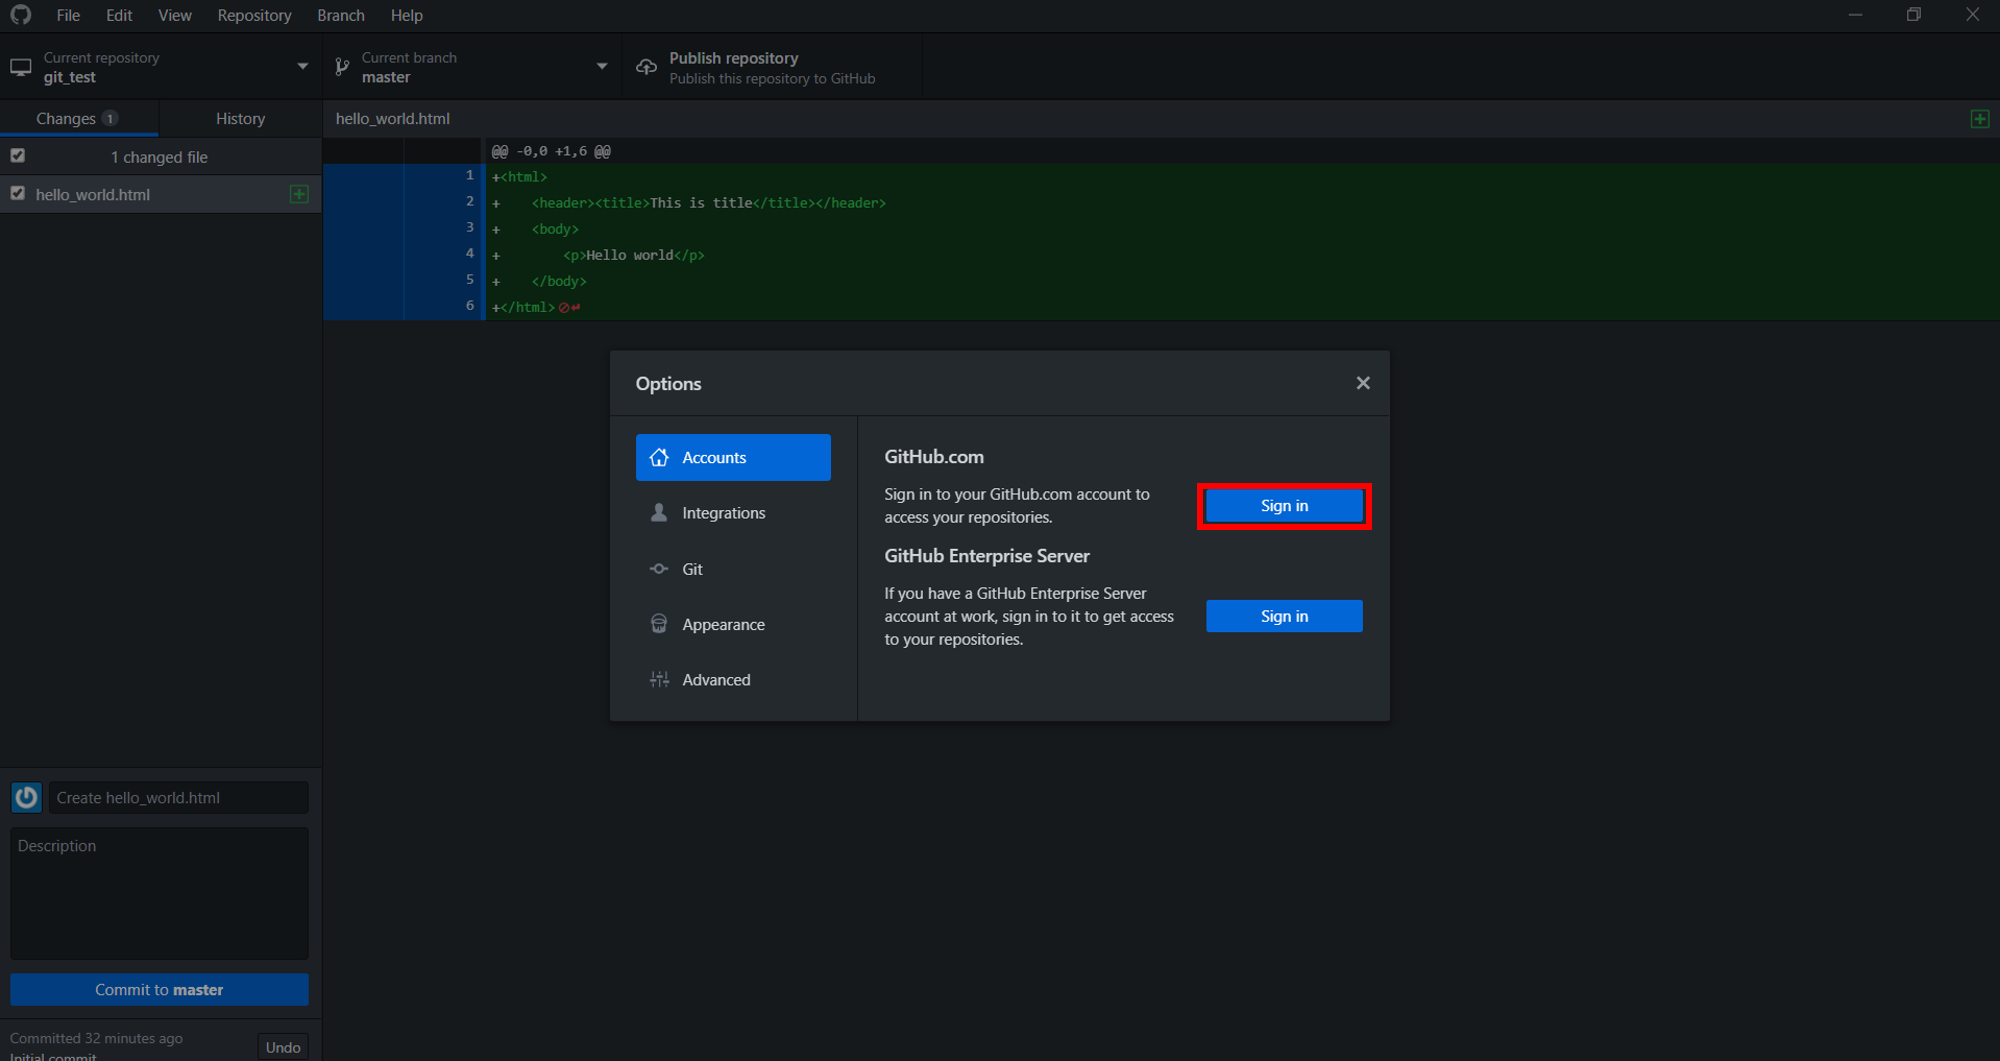 File Edit View Repository Branch Help
Current repository
git_test
Current branch
master
Publish repository
Publish this repository to GitHub
Changes 1
History
hello_world.html
1 changed file
hello_world.html
@@ -0,0 +1,6 @@
1 +<html>
2 +    <header><title>This is title</title></header>
3 +    <body>
4 +        <p>Hello world</p>
5 +    </body>
6 +</html>
Options
Accounts
Integrations
Git
Appearance
Advanced
GitHub.com
Sign in to your GitHub.com account to
access your repositories.
Sign in
GitHub Enterprise Server
If you have a GitHub Enterprise Server
account at work, sign in to it to get access
to your repositories.
Sign in
Create hello_world.html
Description
Commit to master
Committed 32 minutes ago
Initial commit
Undo